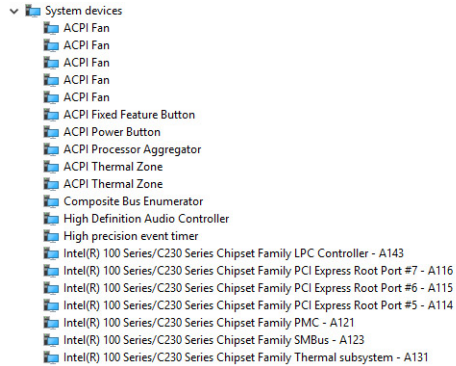 System devices
ACPI Fan
ACPI Fan
ACPI Fan
ACPI Fan
ACPI Fan
ACPI Fixed Feature Button
ACPI Power Button
ACPI Processor Aggregator
ACPI Thermal Zone
ACPI Thermal Zone
Composite Bus Enumerator
High Definition Audio Controller
High precision event timer
Intel(R) 100 Series/C230 Series Chipset Family LPC Controller - A143
Intel(R) 100 Series/C230 Series Chipset Family PCI Express Root Port #7 - A116
Intel(R) 100 Series/C230 Series Chipset Family PCI Express Root Port #6 - A115
Intel(R) 100 Series/C230 Series Chipset Family PCI Express Root Port #5 - A114
Intel(R) 100 Series/C230 Series Chipset Family PMC - A121
Intel(R) 100 Series/C230 Series Chipset Family SMBus - A123
Intel(R) 100 Series/C230 Series Chipset Family Thermal subsystem - A131